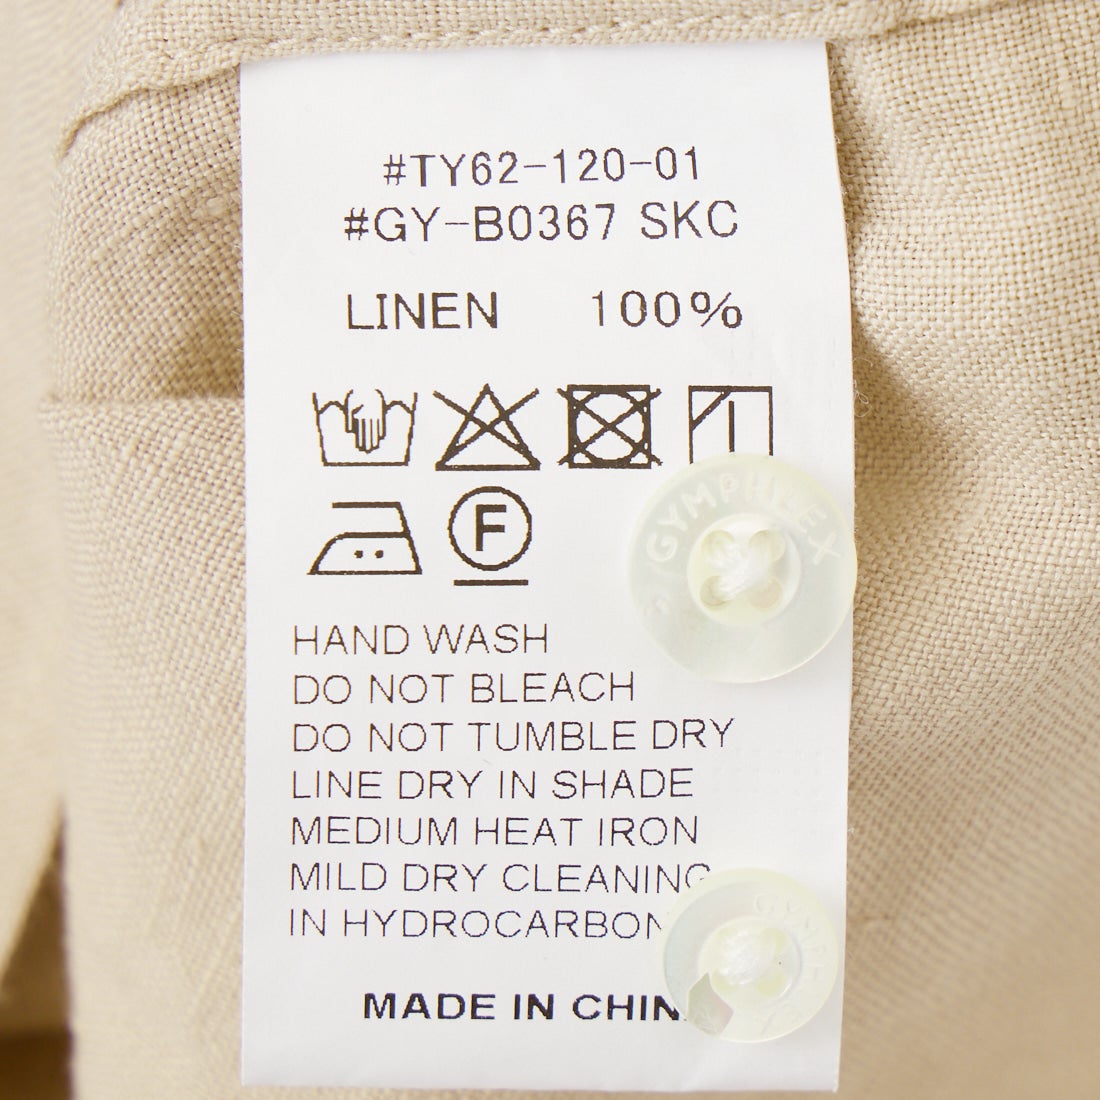 #TY62-120-01
#GY-B0367 SKC
LINEN 100%
F
GYMPHLEX
HAND WASH
DO NOT BLEACH
DO NOT TUMBLE DRY
LINE DRY IN SHADE
MEDIUM HEAT IRON
MILD DRY CLEANING
IN HYDROCARBON
MADE IN CHIN